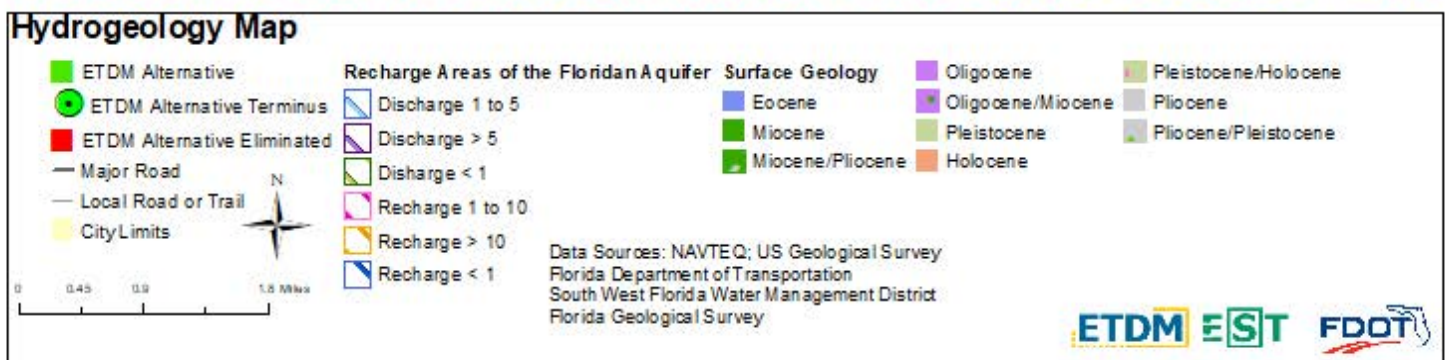 Hydrogeology Map
ETDM Alternative
ETDM Alternative Terminus
ETDM Alternative Eliminated
Major Road
Local Road or Trail
City Limits
N
0 0.45 0.9 1.8 Miles
Recharge Areas of the Floridan Aquifer
Discharge 1 to 5
Discharge > 5
Disharge < 1
Recharge 1 to 10
Recharge > 10
Recharge < 1
Surface Geology
Eocene
Miocene
Miocene/Pliocene
Oligocene
Oligocene/Miocene
Pleistocene
Holocene
Pleistocene/Holocene
Pliocene
Pliocene/Pleistocene
Data Sources: NAVTEQ; US Geological Survey
Florida Department of Transportation
South West Florida Water Management District
Florida Geological Survey
ETDM EST FDOT